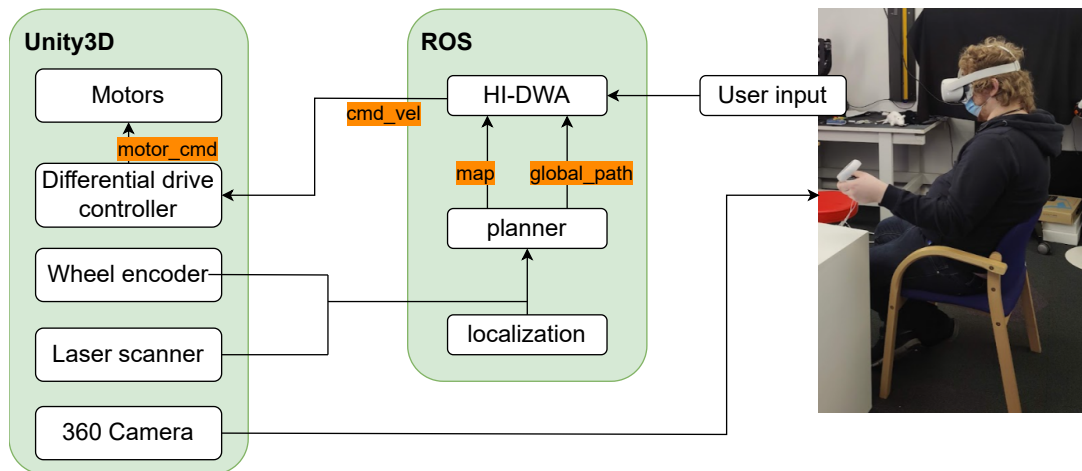 Unity3D
Motors
motor_cmd
Differential drive
controller
Wheel encoder
Laser scanner
360 Camera
ROS
HI-DWA
cmd_vel
map
global_path
planner
localization
User input